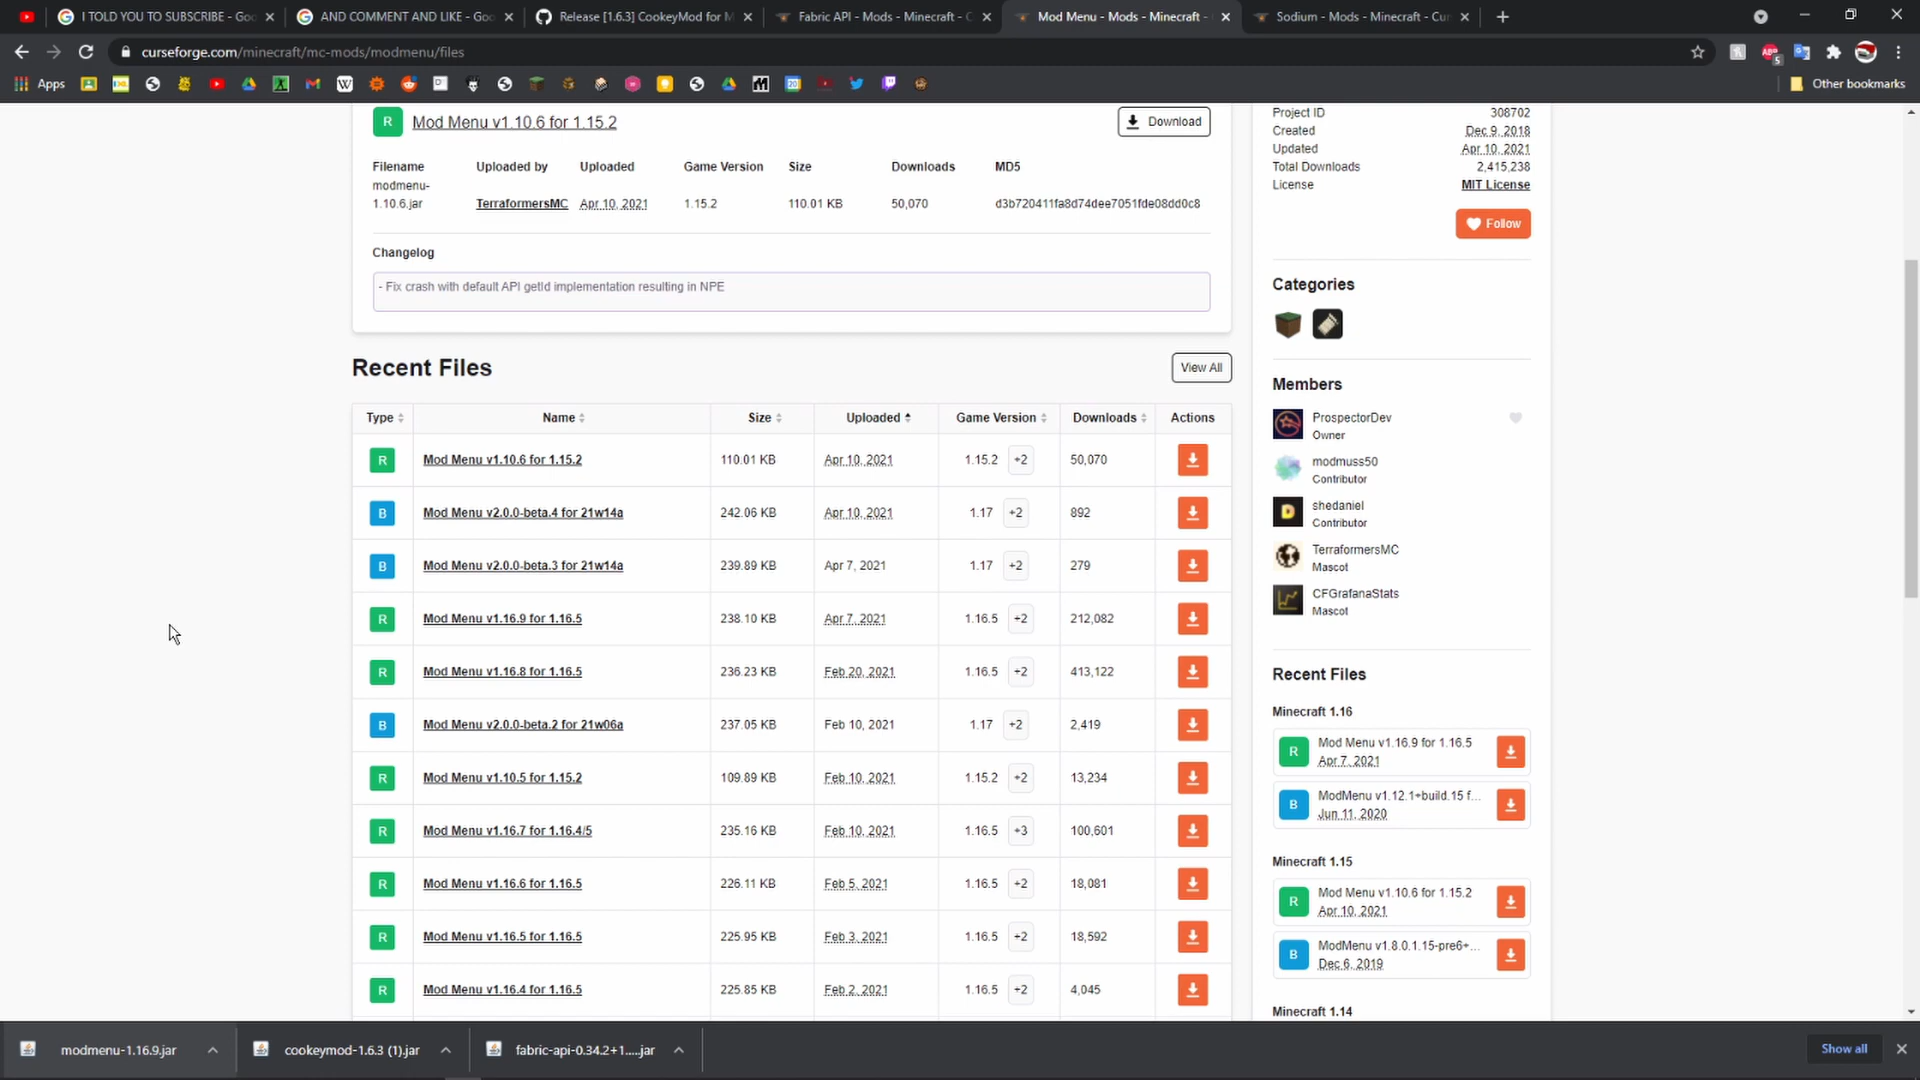 I TOLD YOU TO SUBSCRIBE - Goo
AND COMMENT AND LIKE - Goo
Release [1.6.3] CookeyMod for M
Fabric API - Mods - Minecraft - C
Mod Menu - Mods - Minecraft -
Sodium - Mods - Minecraft - Cur
curseforge.com/minecraft/mc-mods/modmenu/files
Apps
Other bookmarks
R Mod Menu v1.10.6 for 1.15.2 Download
Filename Uploaded by Uploaded Game Version Size Downloads MD5
modmenu-
1.10.6.jar TerraformersMC Apr 10, 2021 1.15.2 110.01 KB 50,070 d3b720411fa8d74dee7051fde08dd0c8
Changelog
- Fix crash with default API getId implementation resulting in NPE
Recent Files View All
Type Name Size Uploaded Game Version Downloads Actions
R Mod Menu v1.10.6 for 1.15.2 110.01 KB Apr 10, 2021 1.15.2 +2 50,070
B Mod Menu v2.0.0-beta.4 for 21w14a 242.06 KB Apr 10, 2021 1.17 +2 892
B Mod Menu v2.0.0-beta.3 for 21w14a 239.89 KB Apr 7, 2021 1.17 +2 279
R Mod Menu v1.16.9 for 1.16.5 238.10 KB Apr 7, 2021 1.16.5 +2 212,082
R Mod Menu v1.16.8 for 1.16.5 236.23 KB Feb 20, 2021 1.16.5 +2 413,122
B Mod Menu v2.0.0-beta.2 for 21w06a 237.05 KB Feb 10, 2021 1.17 +2 2,419
R Mod Menu v1.10.5 for 1.15.2 109.89 KB Feb 10, 2021 1.15.2 +2 13,234
R Mod Menu v1.16.7 for 1.16.4/5 235.16 KB Feb 10, 2021 1.16.5 +3 100,601
R Mod Menu v1.16.6 for 1.16.5 226.11 KB Feb 5, 2021 1.16.5 +2 18,081
R Mod Menu v1.16.5 for 1.16.5 225.95 KB Feb 3, 2021 1.16.5 +2 18,592
R Mod Menu v1.16.4 for 1.16.5 225.85 KB Feb 2, 2021 1.16.5 +2 4,045
Project ID 308702
Created Dec 9, 2018
Updated Apr 10, 2021
Total Downloads 2,415,238
License MIT License
Follow
Categories
Members
ProspectorDev
Owner
modmuss50
Contributor
shedaniel
Contributor
TerraformersMC
Mascot
CFGrafanaStats
Mascot
Recent Files
Minecraft 1.16
R Mod Menu v1.16.9 for 1.16.5
Apr 7, 2021
B ModMenu v1.12.1+build.15 f...
Jun 11, 2020
Minecraft 1.15
R Mod Menu v1.10.6 for 1.15.2
Apr 10, 2021
B ModMenu v1.8.0.1.15-pre6+...
Dec 6, 2019
Minecraft 1.14
modmenu-1.16.9.jar
cookeymod-1.6.3 (1).jar
fabric-api-0.34.2+1.....jar
Show all